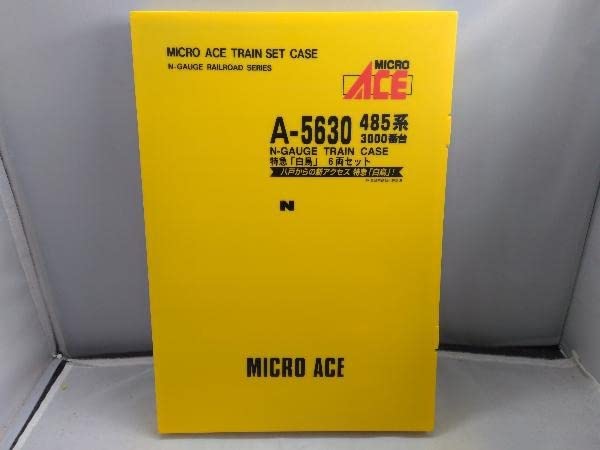 MICRO ACE TRAIN SET CASE
N-GAUGE RAILROAD SERIES
MICRO
ACE
A-5630 485系
3000番台
N-GAUGE TRAIN CASE
特急「白鳥」 6両セット
八戸からの新アクセス 特急「白鳥」!
N
MICRO ACE